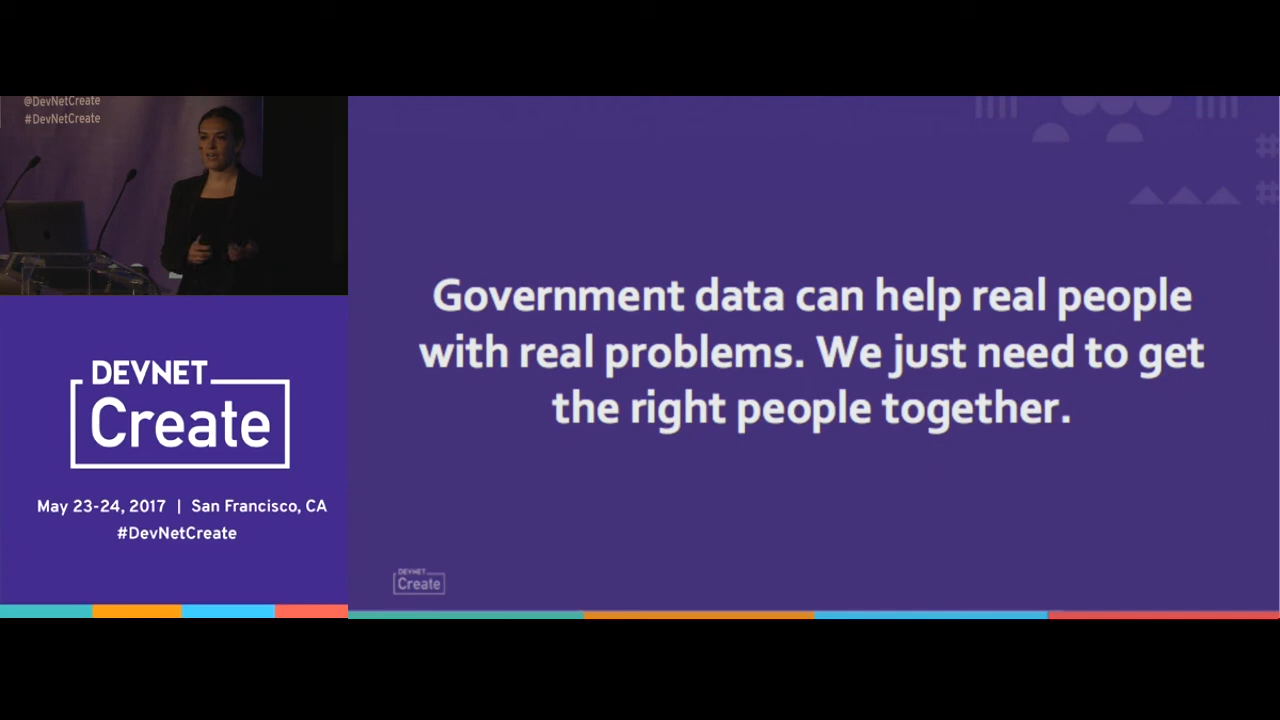 @DevNetCreate
#DevNetCreate
DEVNET
Create
May 23-24, 2017 | San Francisco, CA
#DevNetCreate
Government data can help real people
with real problems. We just need to get
the right people together.
DEVNET
Create